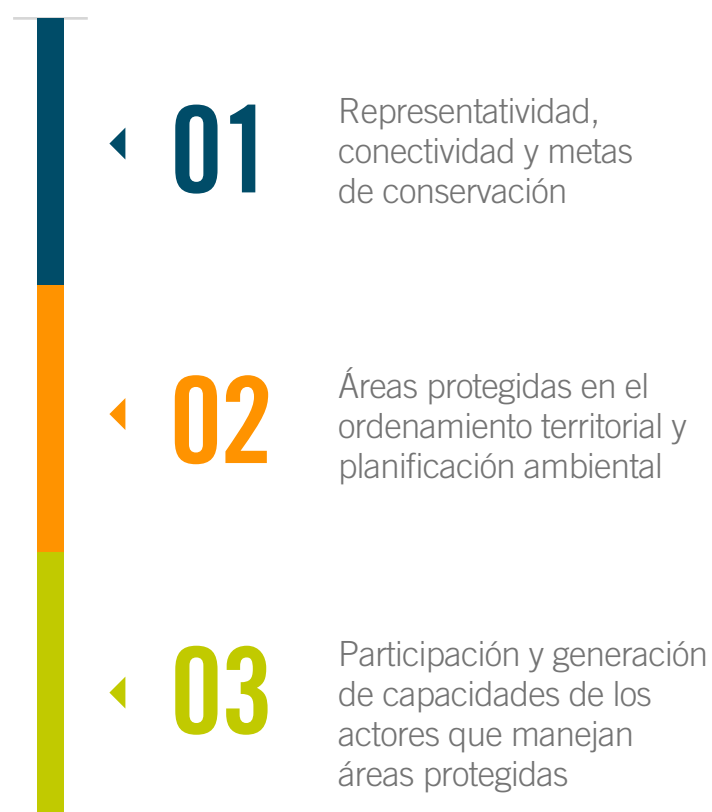 01
Representatividad,
conectividad y metas
de conservación
02
Áreas protegidas en el
ordenamiento territorial y
planificación ambiental
03
Participación y generación
de capacidades de los
actores que manejan
áreas protegidas